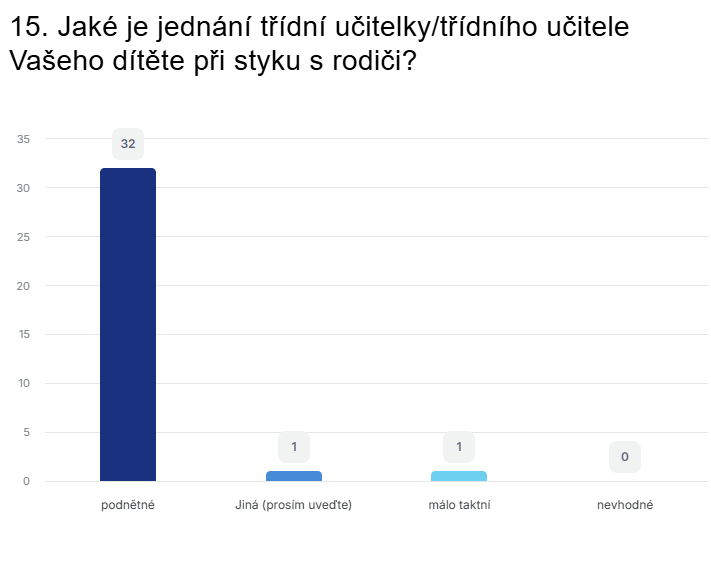 15. Jaké je jednání třídní učitelky/třídního učitele
Vašeho dítěte při styku s rodiči?
35
32
30
25
20
15
10
5
1
1
0
0
podnětné
Jiná (prosím uveďte)
málo taktní
nevhodné